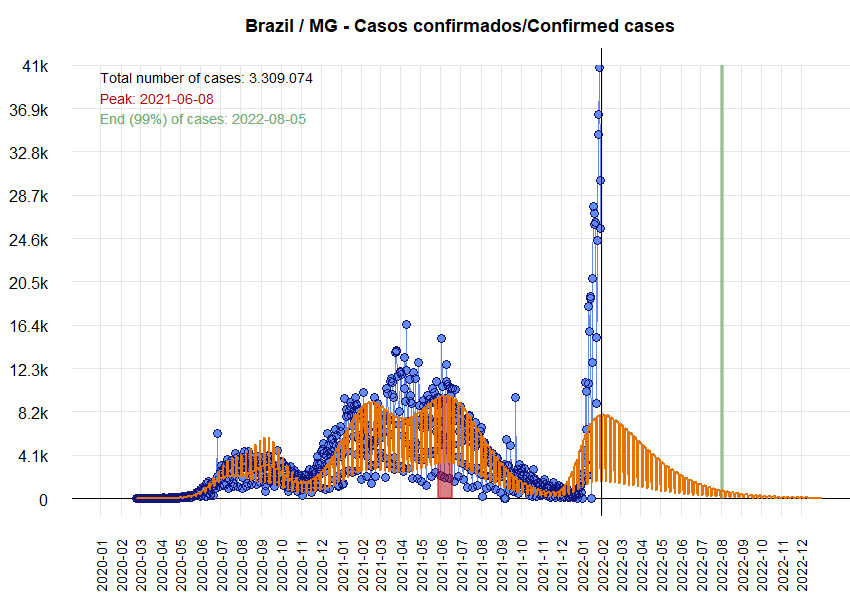 Brazil / MG - Casos confirmados/Confirmed cases
Total number of cases: 3.309.074
Peak: 2021-06-08
End (99%) of cases: 2022-08-05
41k
36.9k
32.8k
28.7k
24.6k
20.5k
16.4k
12.3k
8.2k
4.1k
0
2020-01
2020-02
2020-03
2020-04
2020-05
2020-06
2020-07
2020-08
2020-09
2020-10
2020-11
2020-12
2021-01
2021-02
2021-03
2021-04
2021-05
2021-06
2021-07
2021-08
2021-09
2021-10
2021-11
2021-12
2022-01
2022-02
2022-03
2022-04
2022-05
2022-06
2022-07
2022-08
2022-09
2022-10
2022-11
2022-12